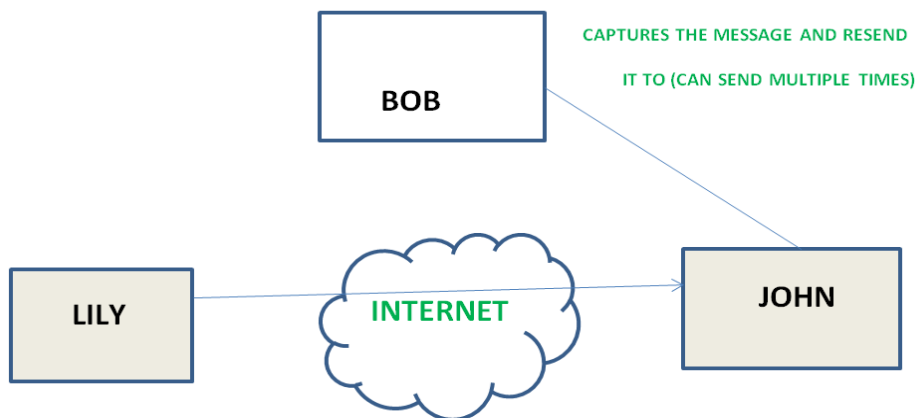 CAPTURES THE MESSAGE AND RESEND
IT TO (CAN SEND MULTIPLE TIMES)
BOB
LILY
INTERNET
JOHN